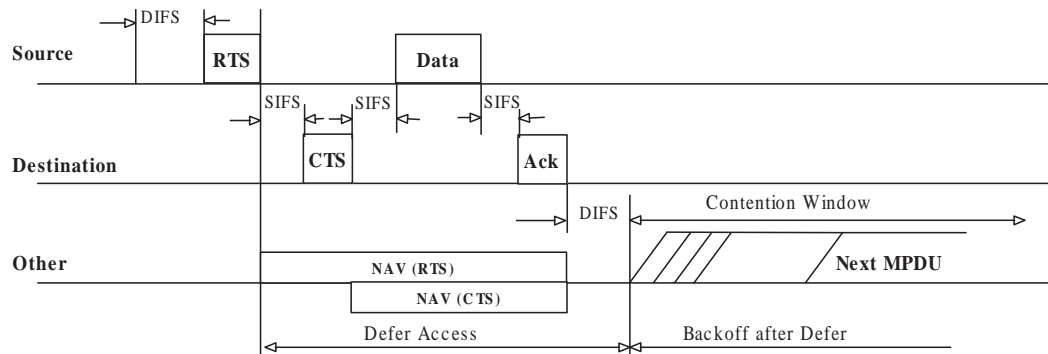 DIFS
Source
RTS
Data
SIFS
SIFS
SIFS
Destination
CTS
Ack
DIFS
Contention Window
Other
NAV (RTS)
Next MPDU
NAV (CTS)
Defer Access
Backoff after Defer